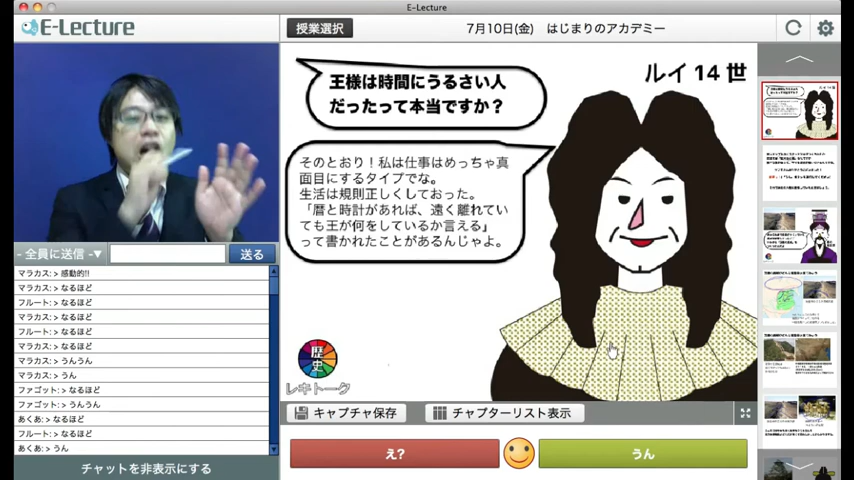 E-Lecture
E-Lecture
授業選択
7月10日(金) はじまりのアカデミー
王様は時間にうるさい人
だったって本当ですか？
ルイ 14 世
そのとおり！私は仕事はめっちゃ真
面目にするタイプでな。
生活は規則正しくしておった。
「暦と時計があれば、遠く離れてい
ても王が何をしているか言える」
って書かれたことがあるんじゃよ。
歴史
レキトーク
- 全員に送信 -
送る
マラカス: > 感動的!!
マラカス: > なるほど
フルート: > なるほど
マラカス: > なるほど
フルート: > なるほど
マラカス: > なるほど
マラカス: > うんうん
マラカス: > うん
ファゴット: > なるほど
ファゴット: > うんうん
あくあ: > なるほど
フルート: > なるほど
あくあ: > うん
チャットを非表示にする
キャプチャ保存
チャプターリスト表示
え?
うん